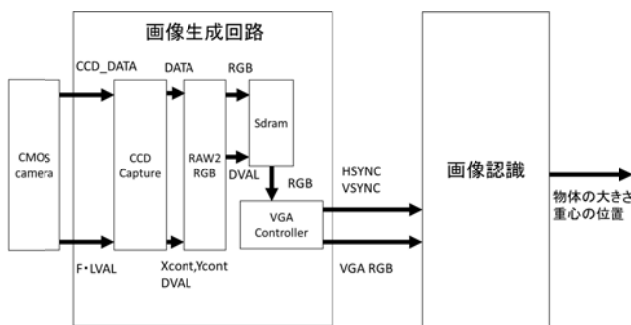 画像生成回路
CCD_DATA
DATA
RGB
CMOS
camera
CCD
Capture
RAW2
RGB
Sdram
DVAL
RGB
VGA
Controller
F・LVAL
Xcont,Ycont
DVAL
HSYNC
VSYNC
VGA RGB
画像認識
物体の大きさ
重心の位置